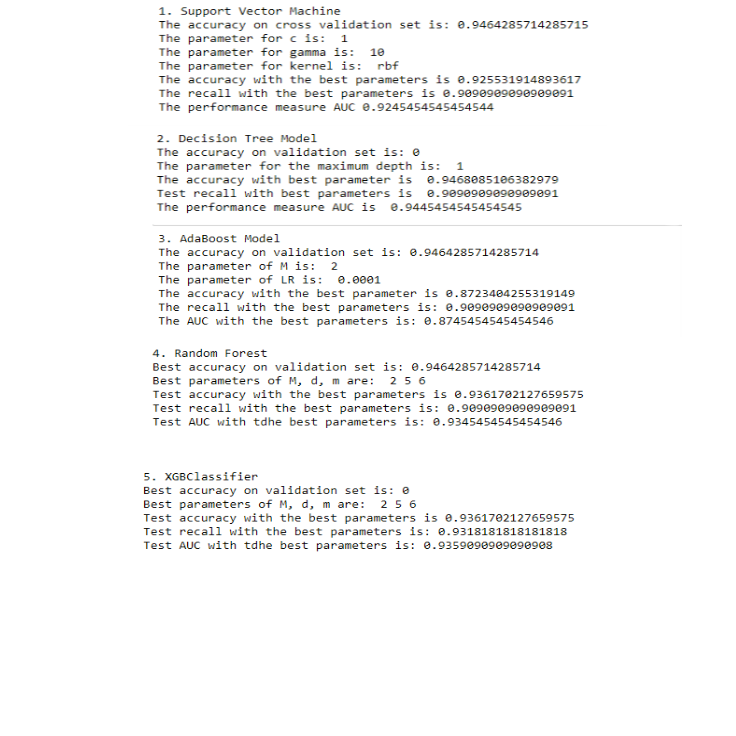 1. Support Vector Machine
The accuracy on cross validation set is: 0.9464285714285715
The parameter for c is: 1
The parameter for gamma is: 10
The parameter for kernel is: rbf
The accuracy with the best parameters is 0.925531914893617
The recall with the best parameters is 0.9090909090909091
The performance measure AUC 0.9245454545454544
2. Decision Tree Model
The accuracy on validation set is: 0
The parameter for the maximum depth is: 1
The accuracy with best parameter is 0.9468085106382979
Test recall with best parameters is 0.9090909090909091
The performance measure AUC is 0.9445454545454545
3. AdaBoost Model
The accuracy on validation set is: 0.9464285714285714
The parameter of M is: 2
The parameter of LR is: 0.0001
The accuracy with the best parameter is 0.8723404255319149
The recall with the best parameters is: 0.9090909090909091
The AUC with the best parameters is: 0.8745454545454546
4. Random Forest
Best accuracy on validation set is: 0.9464285714285714
Best parameters of M, d, m are: 2 5 6
Test accuracy with the best parameters is 0.9361702127659575
Test recall with the best parameters is: 0.9090909090909091
Test AUC with tdhe best parameters is: 0.9345454545454546
5. XGBClassifier
Best accuracy on validation set is: 0
Best parameters of M, d, m are: 2 5 6
Test accuracy with the best parameters is 0.9361702127659575
Test recall with the best parameters is: 0.9318181818181818
Test AUC with tdhe best parameters is: 0.9359090909090908